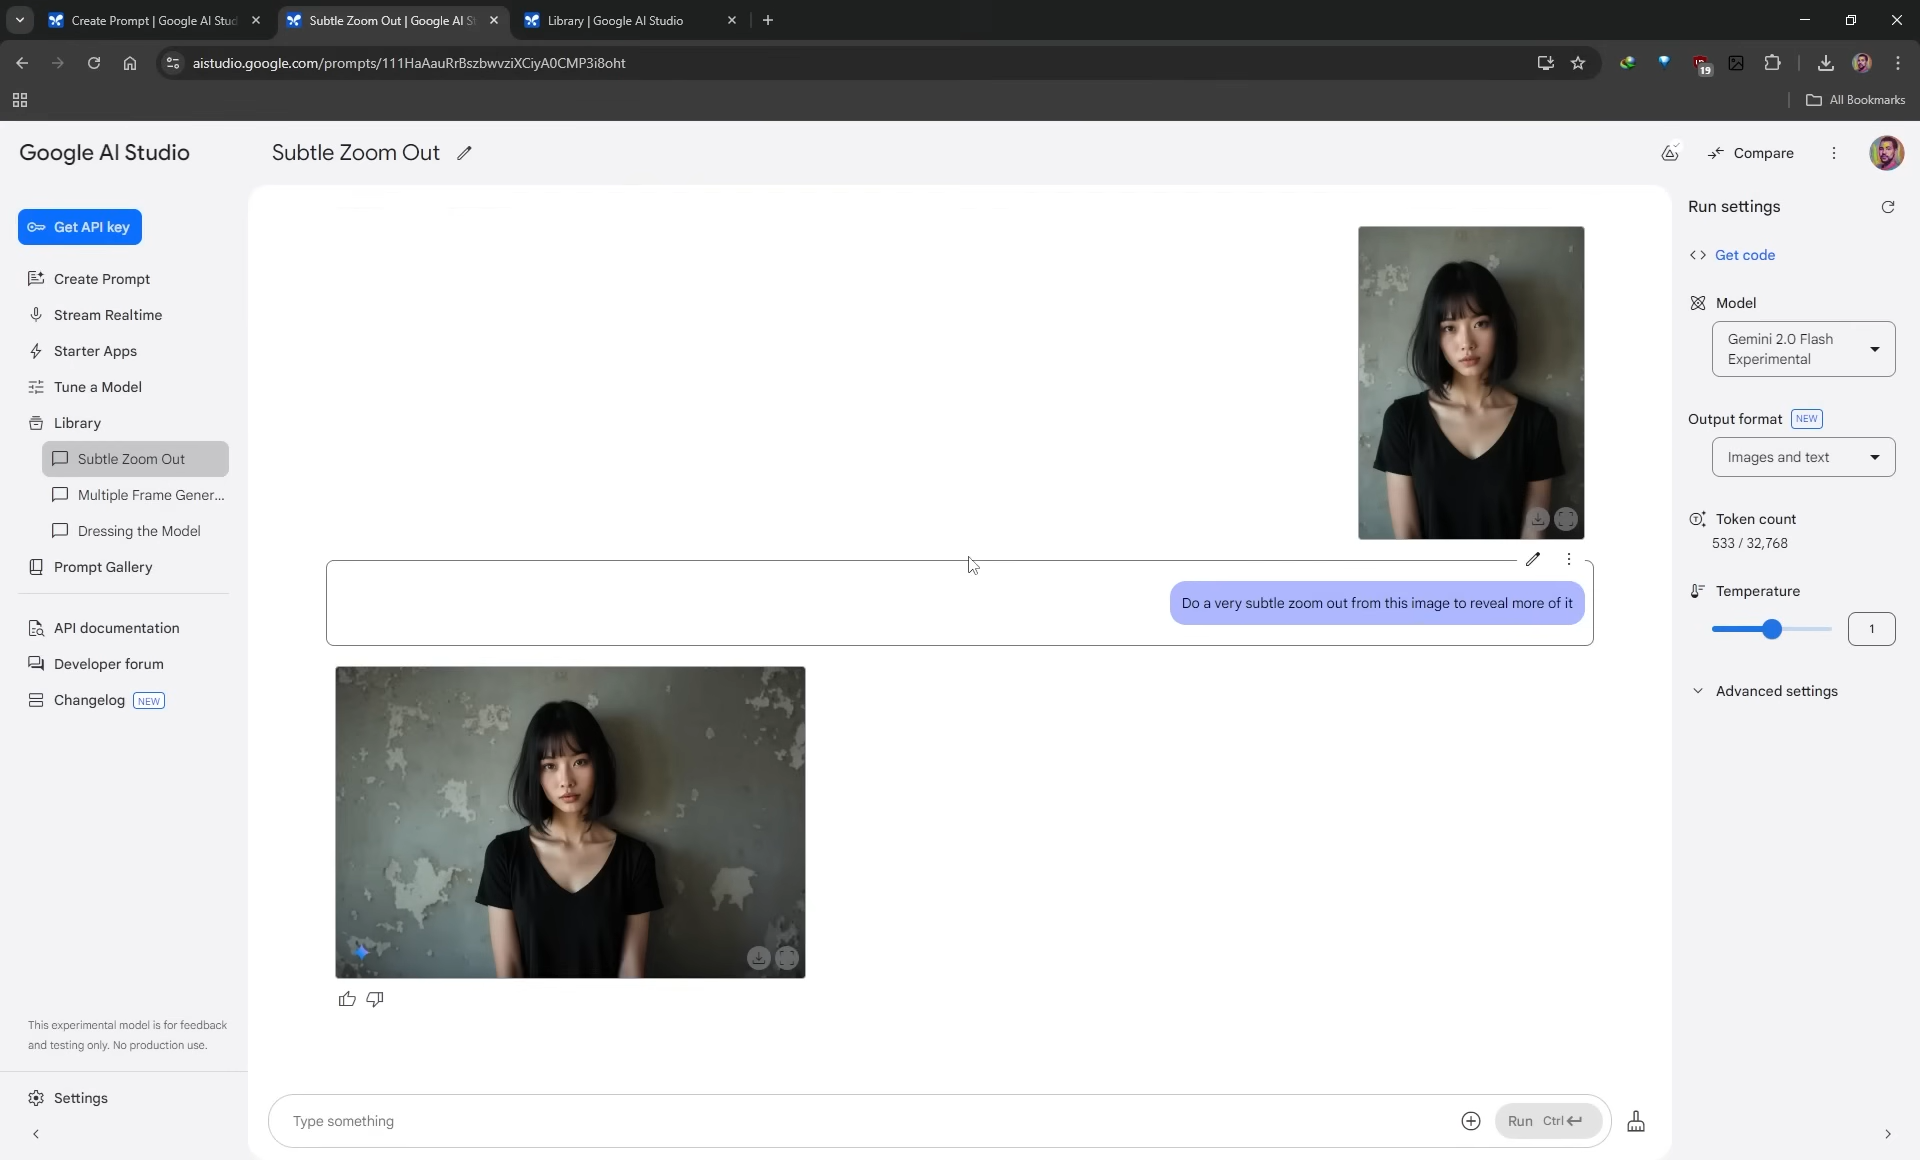 Create Prompt | Google AI Stud
Subtle Zoom Out | Google AI S
Library | Google AI Studio
aistudio.google.com/prompts/111HaAauRrBszbwvziXCiyA0CMP3i8oht
19
All Bookmarks
Google AI Studio
Subtle Zoom Out
Compare
Get API key
Create Prompt
Stream Realtime
Starter Apps
Tune a Model
Library
Subtle Zoom Out
Multiple Frame Gener...
Dressing the Model
Prompt Gallery
API documentation
Developer forum
Changelog NEW
This experimental model is for feedback
and testing only. No production use.
Settings
Do a very subtle zoom out from this image to reveal more of it
Type something
Run Ctrl
Run settings
Get code
Model
Gemini 2.0 Flash
Experimental
Output format NEW
Images and text
Token count
533 / 32,768
Temperature
1
Advanced settings